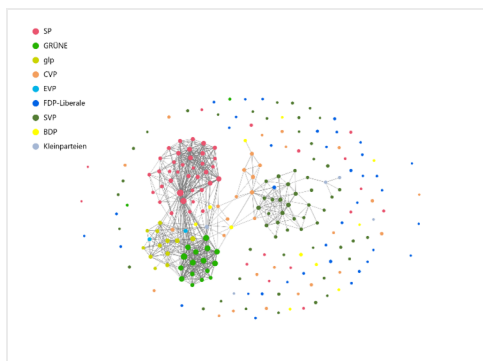 SP
GRÜNE
glp
CVP
EVP
FDP-Liberale
SVP
BDP
Kleinparteien